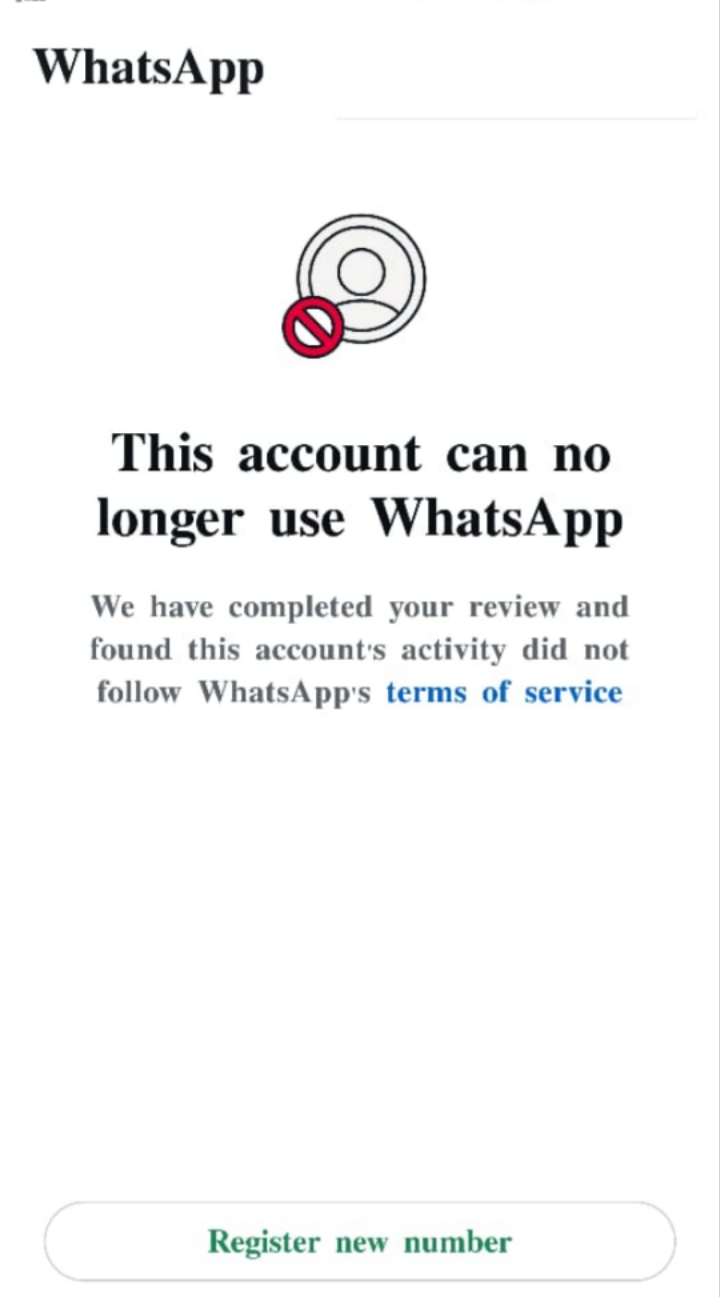 WhatsApp
This account can no
longer use WhatsApp
We have completed your review and
found this account's activity did not
follow WhatsApp's terms of service
Register new number